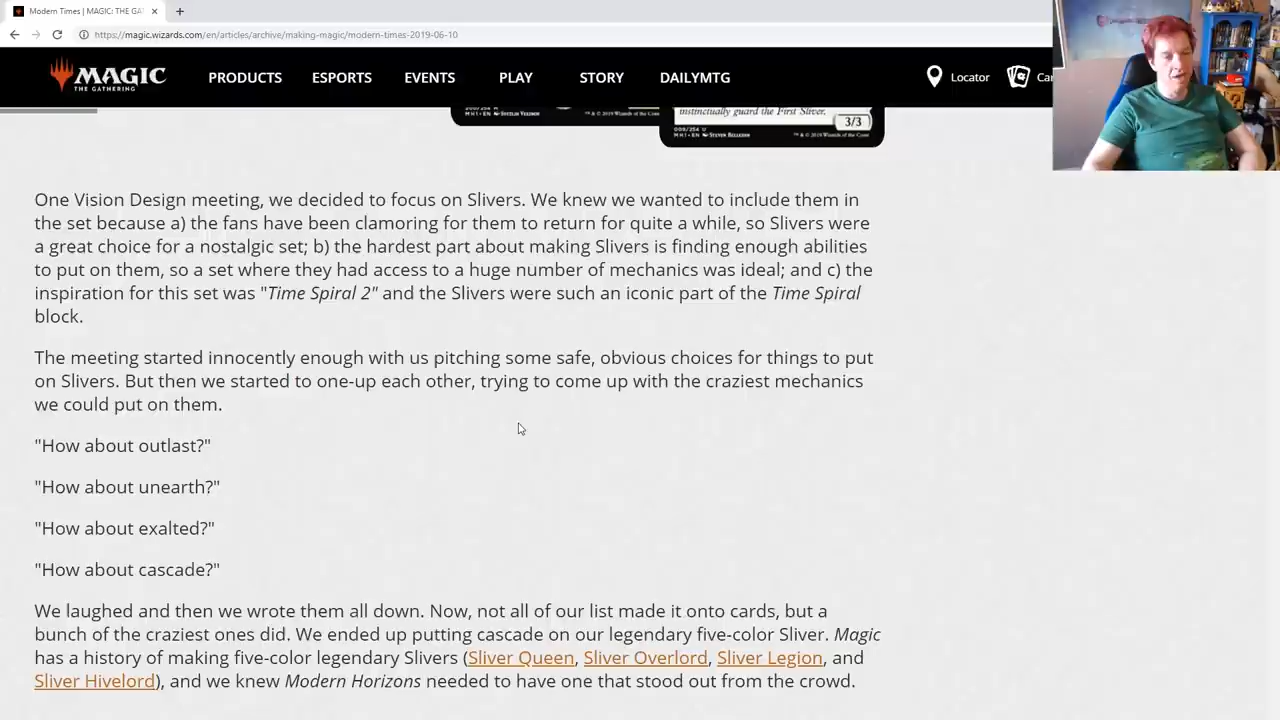 Modern Times | MAGIC: THE GA
https://magic.wizards.com/en/articles/archive/making-magic/modern-times-2019-06-10
MAGIC
THE GATHERING
PRODUCTS ESPORTS EVENTS PLAY STORY DAILYMTG
Locator
instinctually guard the First Sliver.
3/3
One Vision Design meeting, we decided to focus on Slivers. We knew we wanted to include them in
the set because a) the fans have been clamoring for them to return for quite a while, so Slivers were
a great choice for a nostalgic set; b) the hardest part about making Slivers is finding enough abilities
to put on them, so a set where they had access to a huge number of mechanics was ideal; and c) the
inspiration for this set was "Time Spiral 2" and the Slivers were such an iconic part of the Time Spiral
block.
The meeting started innocently enough with us pitching some safe, obvious choices for things to put
on Slivers. But then we started to one-up each other, trying to come up with the craziest mechanics
we could put on them.
"How about outlast?"
"How about unearth?"
"How about exalted?"
"How about cascade?"
We laughed and then we wrote them all down. Now, not all of our list made it onto cards, but a
bunch of the craziest ones did. We ended up putting cascade on our legendary five-color Sliver. Magic
has a history of making five-color legendary Slivers (Sliver Queen, Sliver Overlord, Sliver Legion, and
Sliver Hivelord), and we knew Modern Horizons needed to have one that stood out from the crowd.